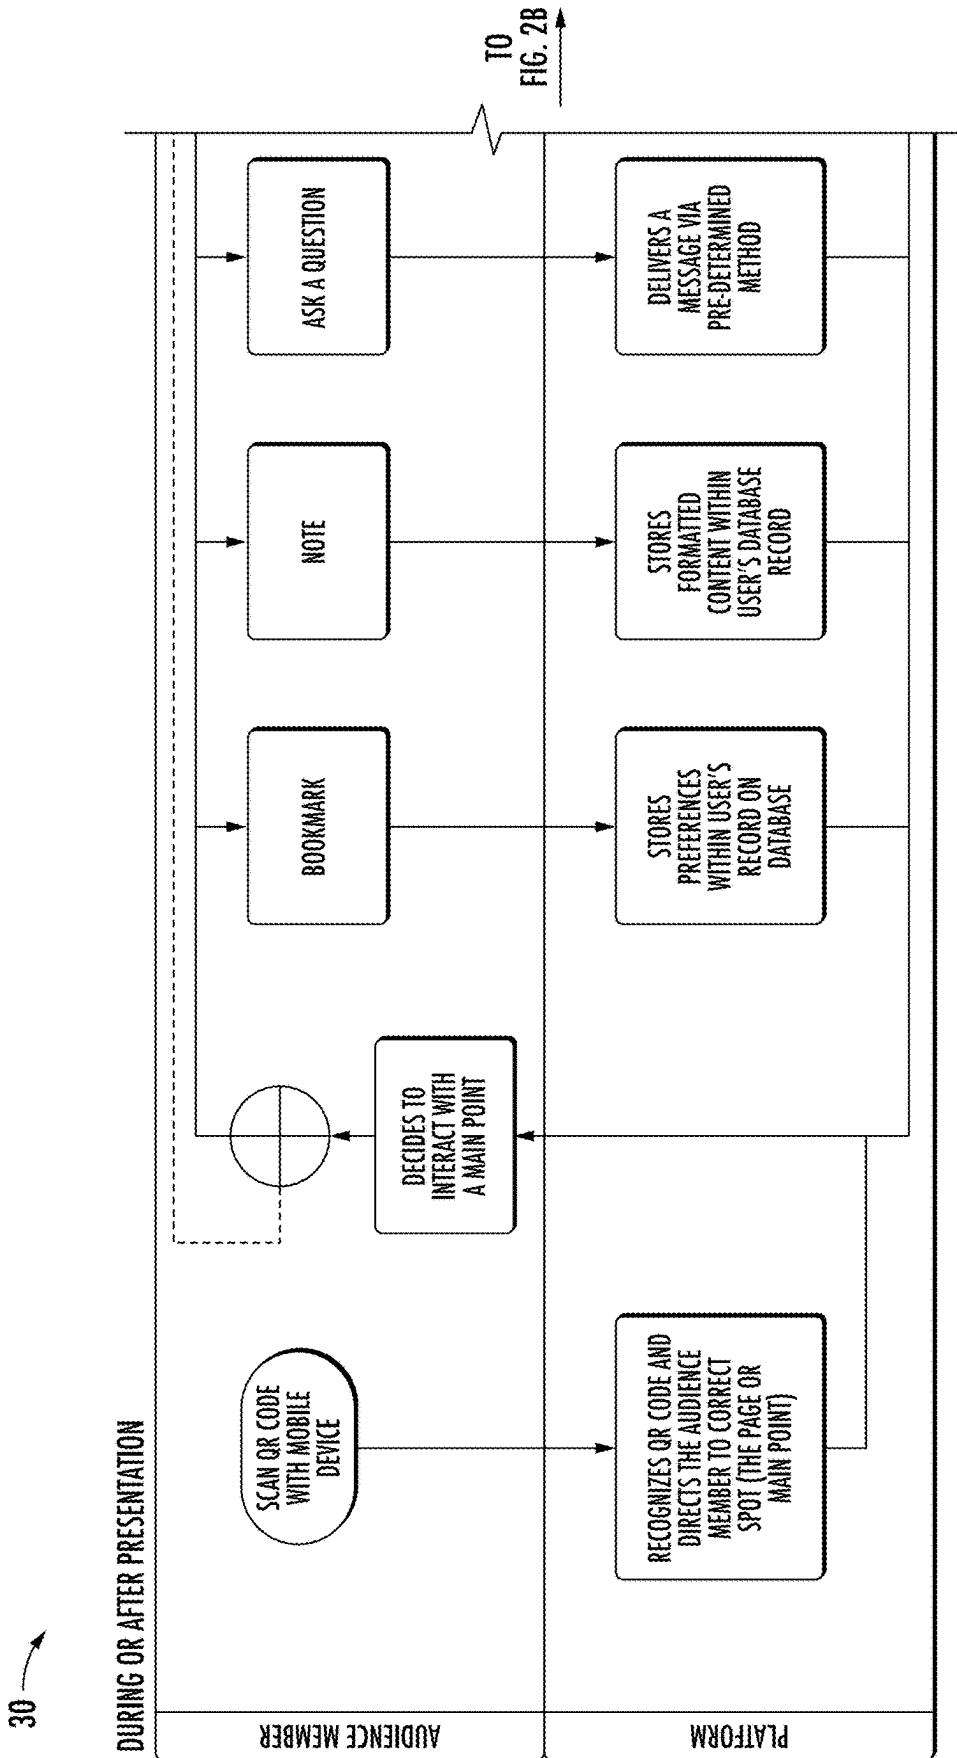 30
DURING OR AFTER PRESENTATION
AUDIENCE MEMBER
SCAN QR CODE
WITH MOBILE
DEVICE
DECIDES TO
INTERACT WITH
A MAIN POINT
BOOKMARK
NOTE
ASK A QUESTION
TO
FIG. 2B
PLATFORM
RECOGNIZES QR CODE AND
DIRECTS THE AUDIENCE
MEMBER TO CORRECT
SPOT (THE PAGE OR
MAIN POINT)
STORES
PREFERENCES
WITHIN USER'S
RECORD ON
DATABASE
STORES
FORMATTED
CONTENT WITHIN
USER'S DATABASE
RECORD
DELIVERS A
MESSAGE VIA
PRE-DETERMINED
METHOD